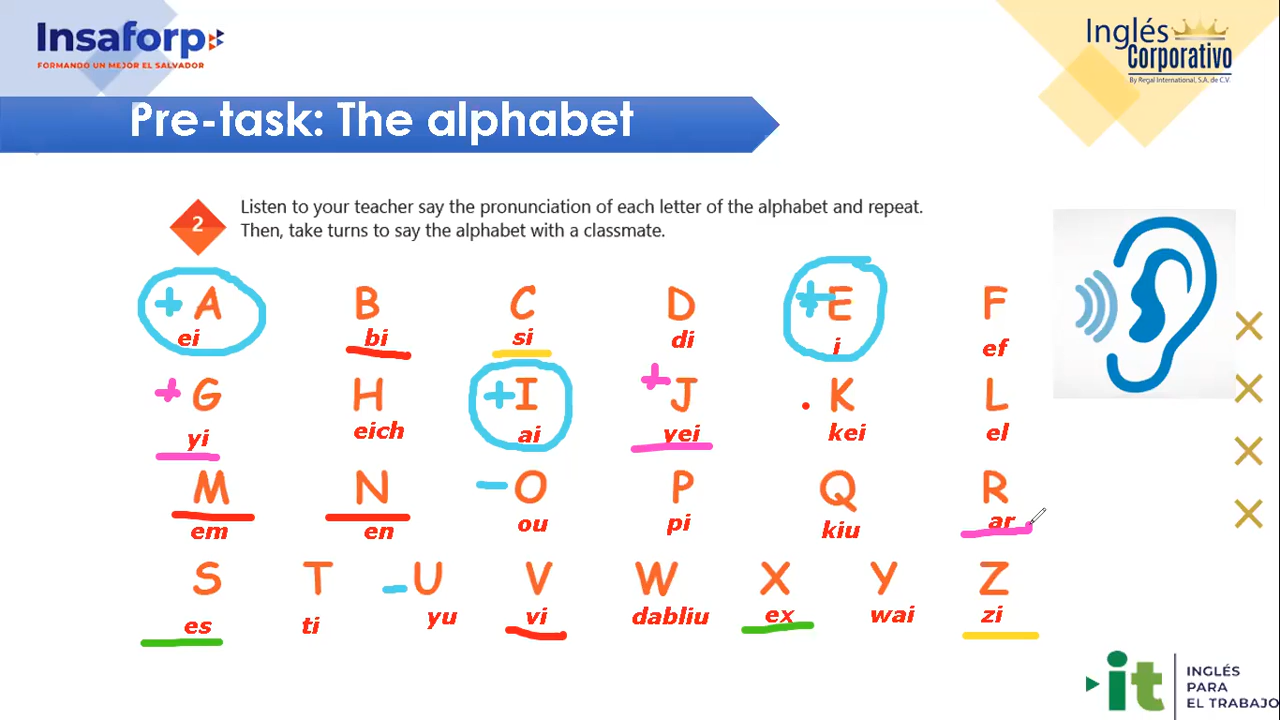 Insaforp
FORMANDO UN MEJOR EL SALVADOR
Inglés
Corporativo
By Regal International, S.A. de C.V.
Pre-task: The alphabet
2
Listen to your teacher say the pronunciation of each letter of the alphabet and repeat.
Then, take turns to say the alphabet with a classmate.
+ A B C D + E F
ei bi si di i ef
+ G H + I + J . K L
yi eich ai yei kei el
M N - O P Q R
em en ou pi kiu ar
S T - U V W X Y Z
es ti yu vi dabliu ex wai zi
it
INGLÉS
PARA
EL TRABAJO